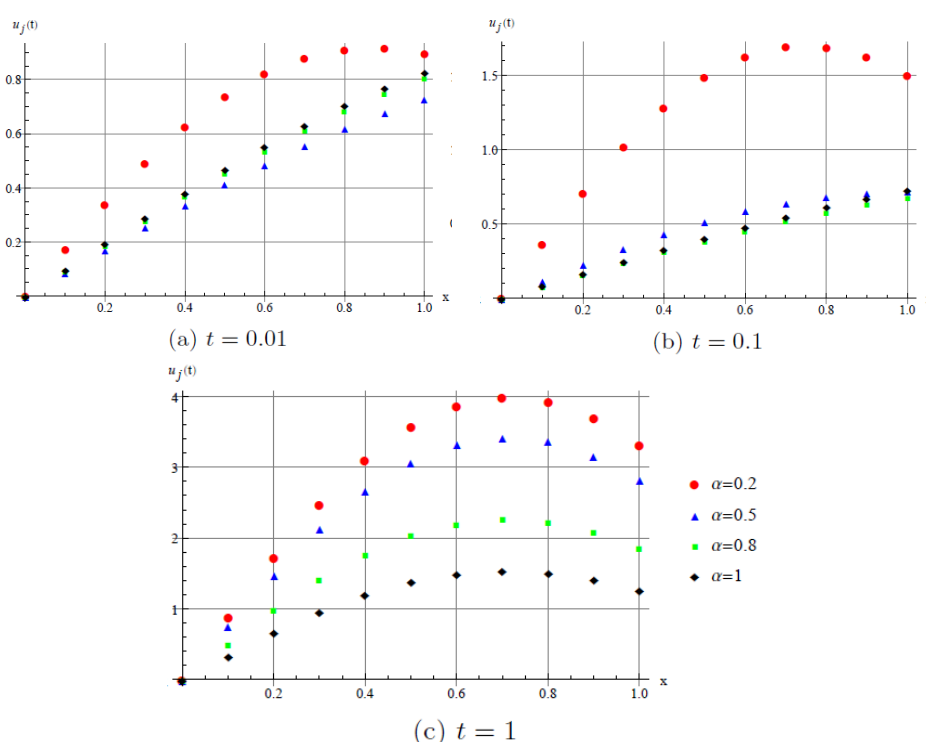 u_j(t)
0.8
0.6
0.4
0.2
0.2 0.4 0.6 0.8 1.0 x
(a) t = 0.01
u_j(t)
1.5
1.0
0.5
0.2 0.4 0.6 0.8 1.0
(b) t = 0.1
u_j(t)
4
3
2
1
0.2 0.4 0.6 0.8 1.0 x
α=0.2
α=0.5
α=0.8
α=1
(c) t = 1